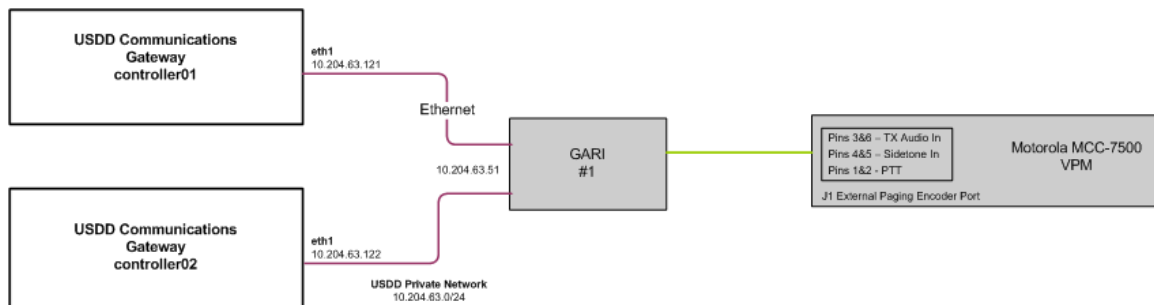 USDD Communications
Gateway
controller01
eth1
10.204.63.121
Ethernet
10.204.63.51
GARI
#1
Pins 3&6 – TX Audio In
Pins 4&5 – Sidetone In
Pins 1&2 - PTT
J1 External Paging Encoder Port
Motorola MCC-7500
VPM
USDD Communications
Gateway
controller02
eth1
10.204.63.122
USDD Private Network
10.204.63.0/24